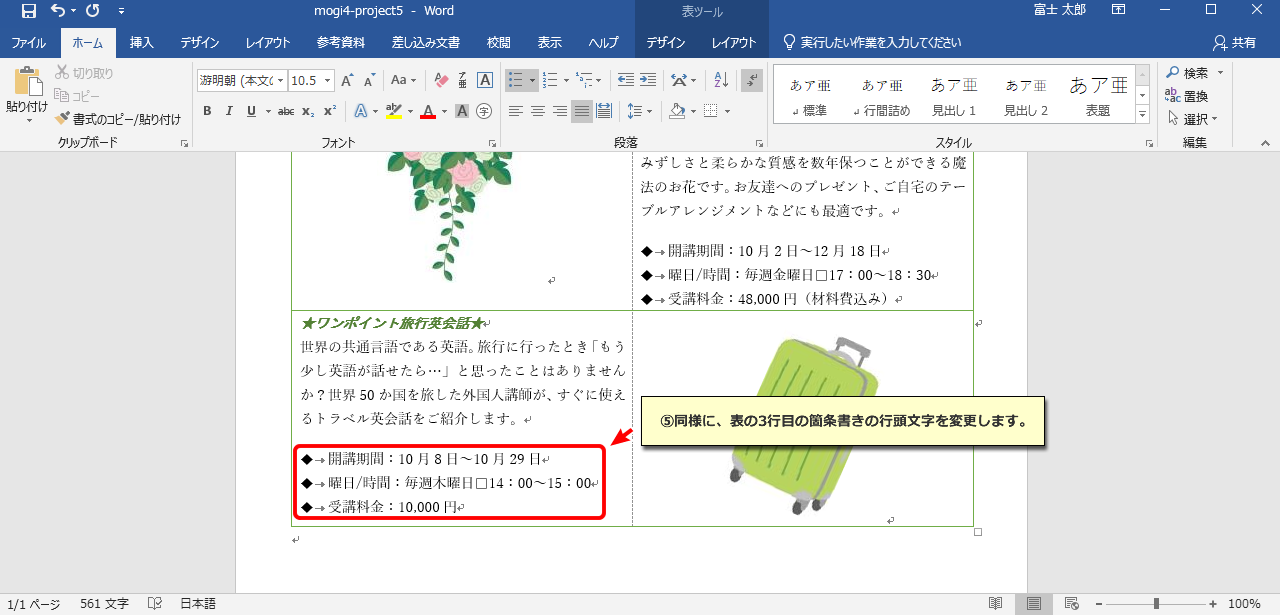 mogi4-project5 - Word
表ツール
富士 太郎
ファイル ホーム 挿入 デザイン レイアウト 参考資料 差し込み文書 校閲 表示 ヘルプ デザイン レイアウト 実行したい作業を入力してください 共有
貼り付け
切り取り
コピー
書式のコピー/貼り付け
クリップボード
游明朝 (本文の 10.5
フォント
段落
あア亜 標準
あア亜 行間詰め
あア亜 見出し 1
あア亜 見出し 2
あア亜 表題
スタイル
検索
置換
選択
編集
みずしさと柔らかな質感を数年保つことができる魔
法のお花です。お友達へのプレゼント、ご自宅のテー
ブルアレンジメントなどにも最適です。
◆→開講期間：10 月 2 日～12 月 18 日
◆→曜日/時間：毎週金曜日□17：00～18：30
◆→受講料金：48,000 円（材料費込み）
★ワンポイント旅行英会話★
世界の共通言語である英語。旅行に行ったとき「もう
少し英語が話せたら…」と思ったことはありません
か？世界 50 か国を旅した外国人講師が、すぐに使え
るトラベル英会話をご紹介します。
◆→開講期間：10 月 8 日～10 月 29 日
◆→曜日/時間：毎週木曜日□14：00～15：00
◆→受講料金：10,000 円
⑤同様に、表の3行目の箇条書きの行頭文字を変更します。
1/1 ページ 561 文字 日本語 100%